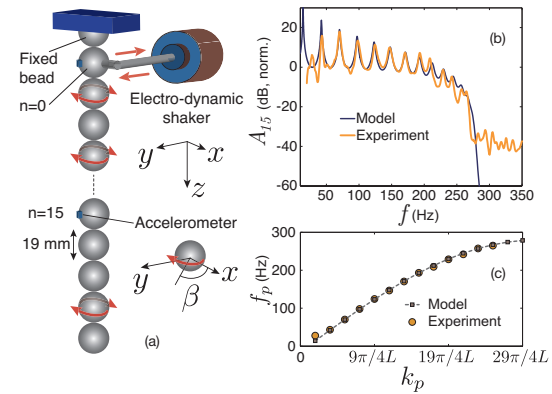 Fixed
bead
n=0
Electro-dynamic
shaker
y
x
z
n=15
Accelerometer
19 mm
y
x
β
(a)
A₁₅ (dB, norm.)
20
0
-20
-40
-60
(b)
Model
Experiment
50 100 150 200 250 300 350
f (Hz)
fₚ (Hz)
300
200
100
0
(c)
Model
Experiment
9π/4L 19π/4L 29π/4L
kₚ